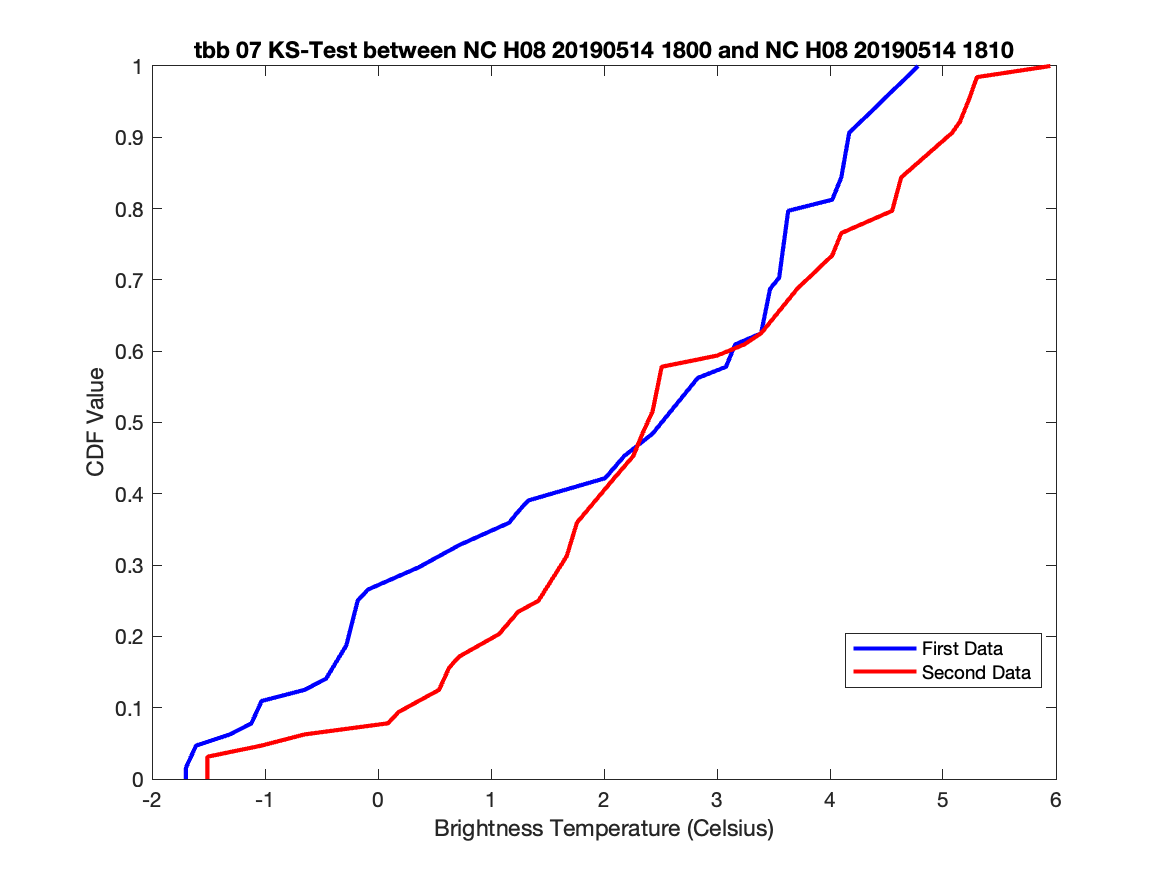 tbb 07 KS-Test between NC H08 20190514 1800 and NC H08 20190514 1810
1
0.9
0.8
0.7
0.6
0.5
0.4
0.3
0.2
0.1
0
CDF Value
First Data
Second Data
-2 -1 0 1 2 3 4 5 6
Brightness Temperature (Celsius)